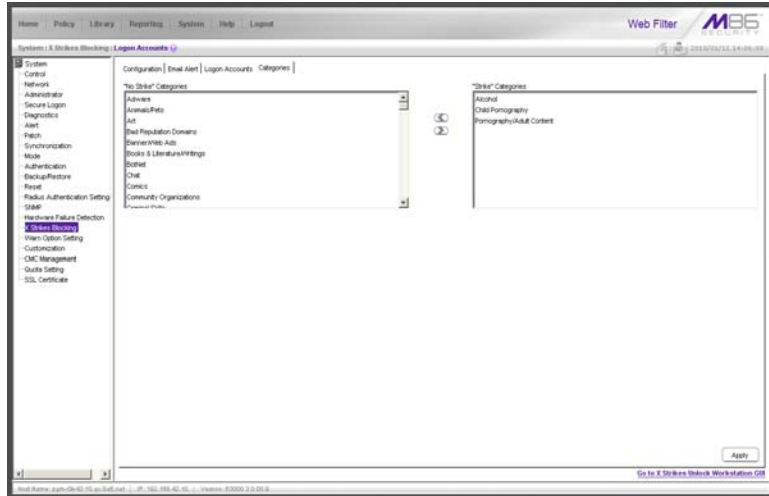 Home Policy Library Reporting System Help Logout
Web Filter
M86
SECURITY
System : X Strikes Blocking : Logon Accounts
System
Control
Network
Administrator
Secure Logon
Diagnostics
Alert
Patch
Synchronization
Mode
Authentication
Backup/Restore
Reset
Radius Authentication Setting
SNMP
Hardware Failure Detection
X Strikes Blocking
Warn Option Setting
Customization
CMC Management
Quota Setting
SSL Certificate
Configuration Email Alert Logon Accounts Categories
"No Strike" Categories
Adware
Animals/Pets
Art
Bad Reputation Domains
Banner/Web Ads
Books & Literature/Writings
BotNet
Chat
Comics
Community Organizations
"Strike" Categories
Alcohol
Child Pornography
Pornography/Adult Content
Apply
Go to X Strikes Unlock Workstation GUI
Host Name: